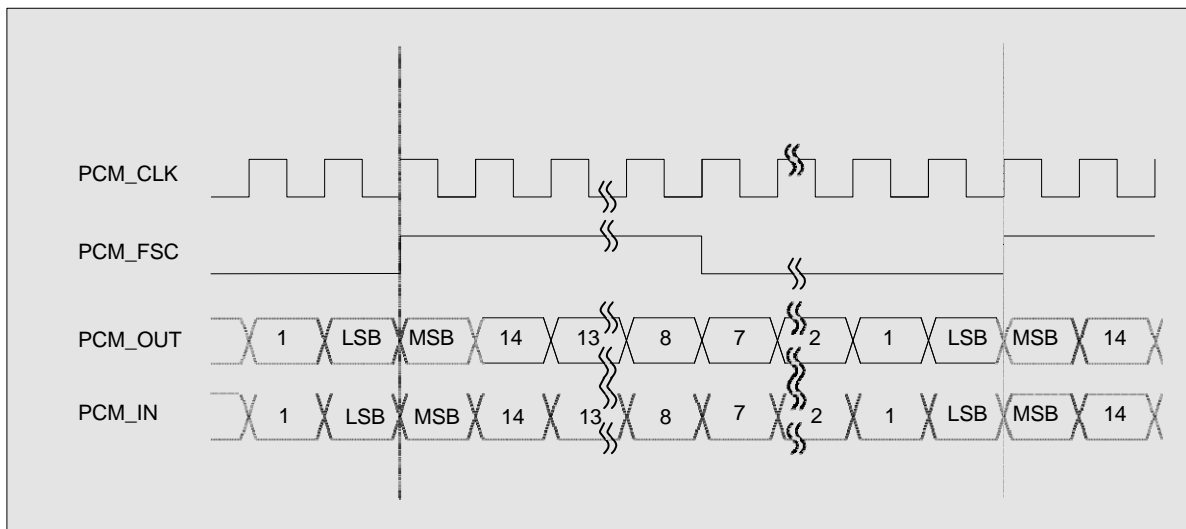 PCM_CLK
PCM_FSC
PCM_OUT 1 LSB MSB 14 13 8 7 2 1 LSB MSB 14
PCM_IN 1 LSB MSB 14 13 8 7 2 1 LSB MSB 14